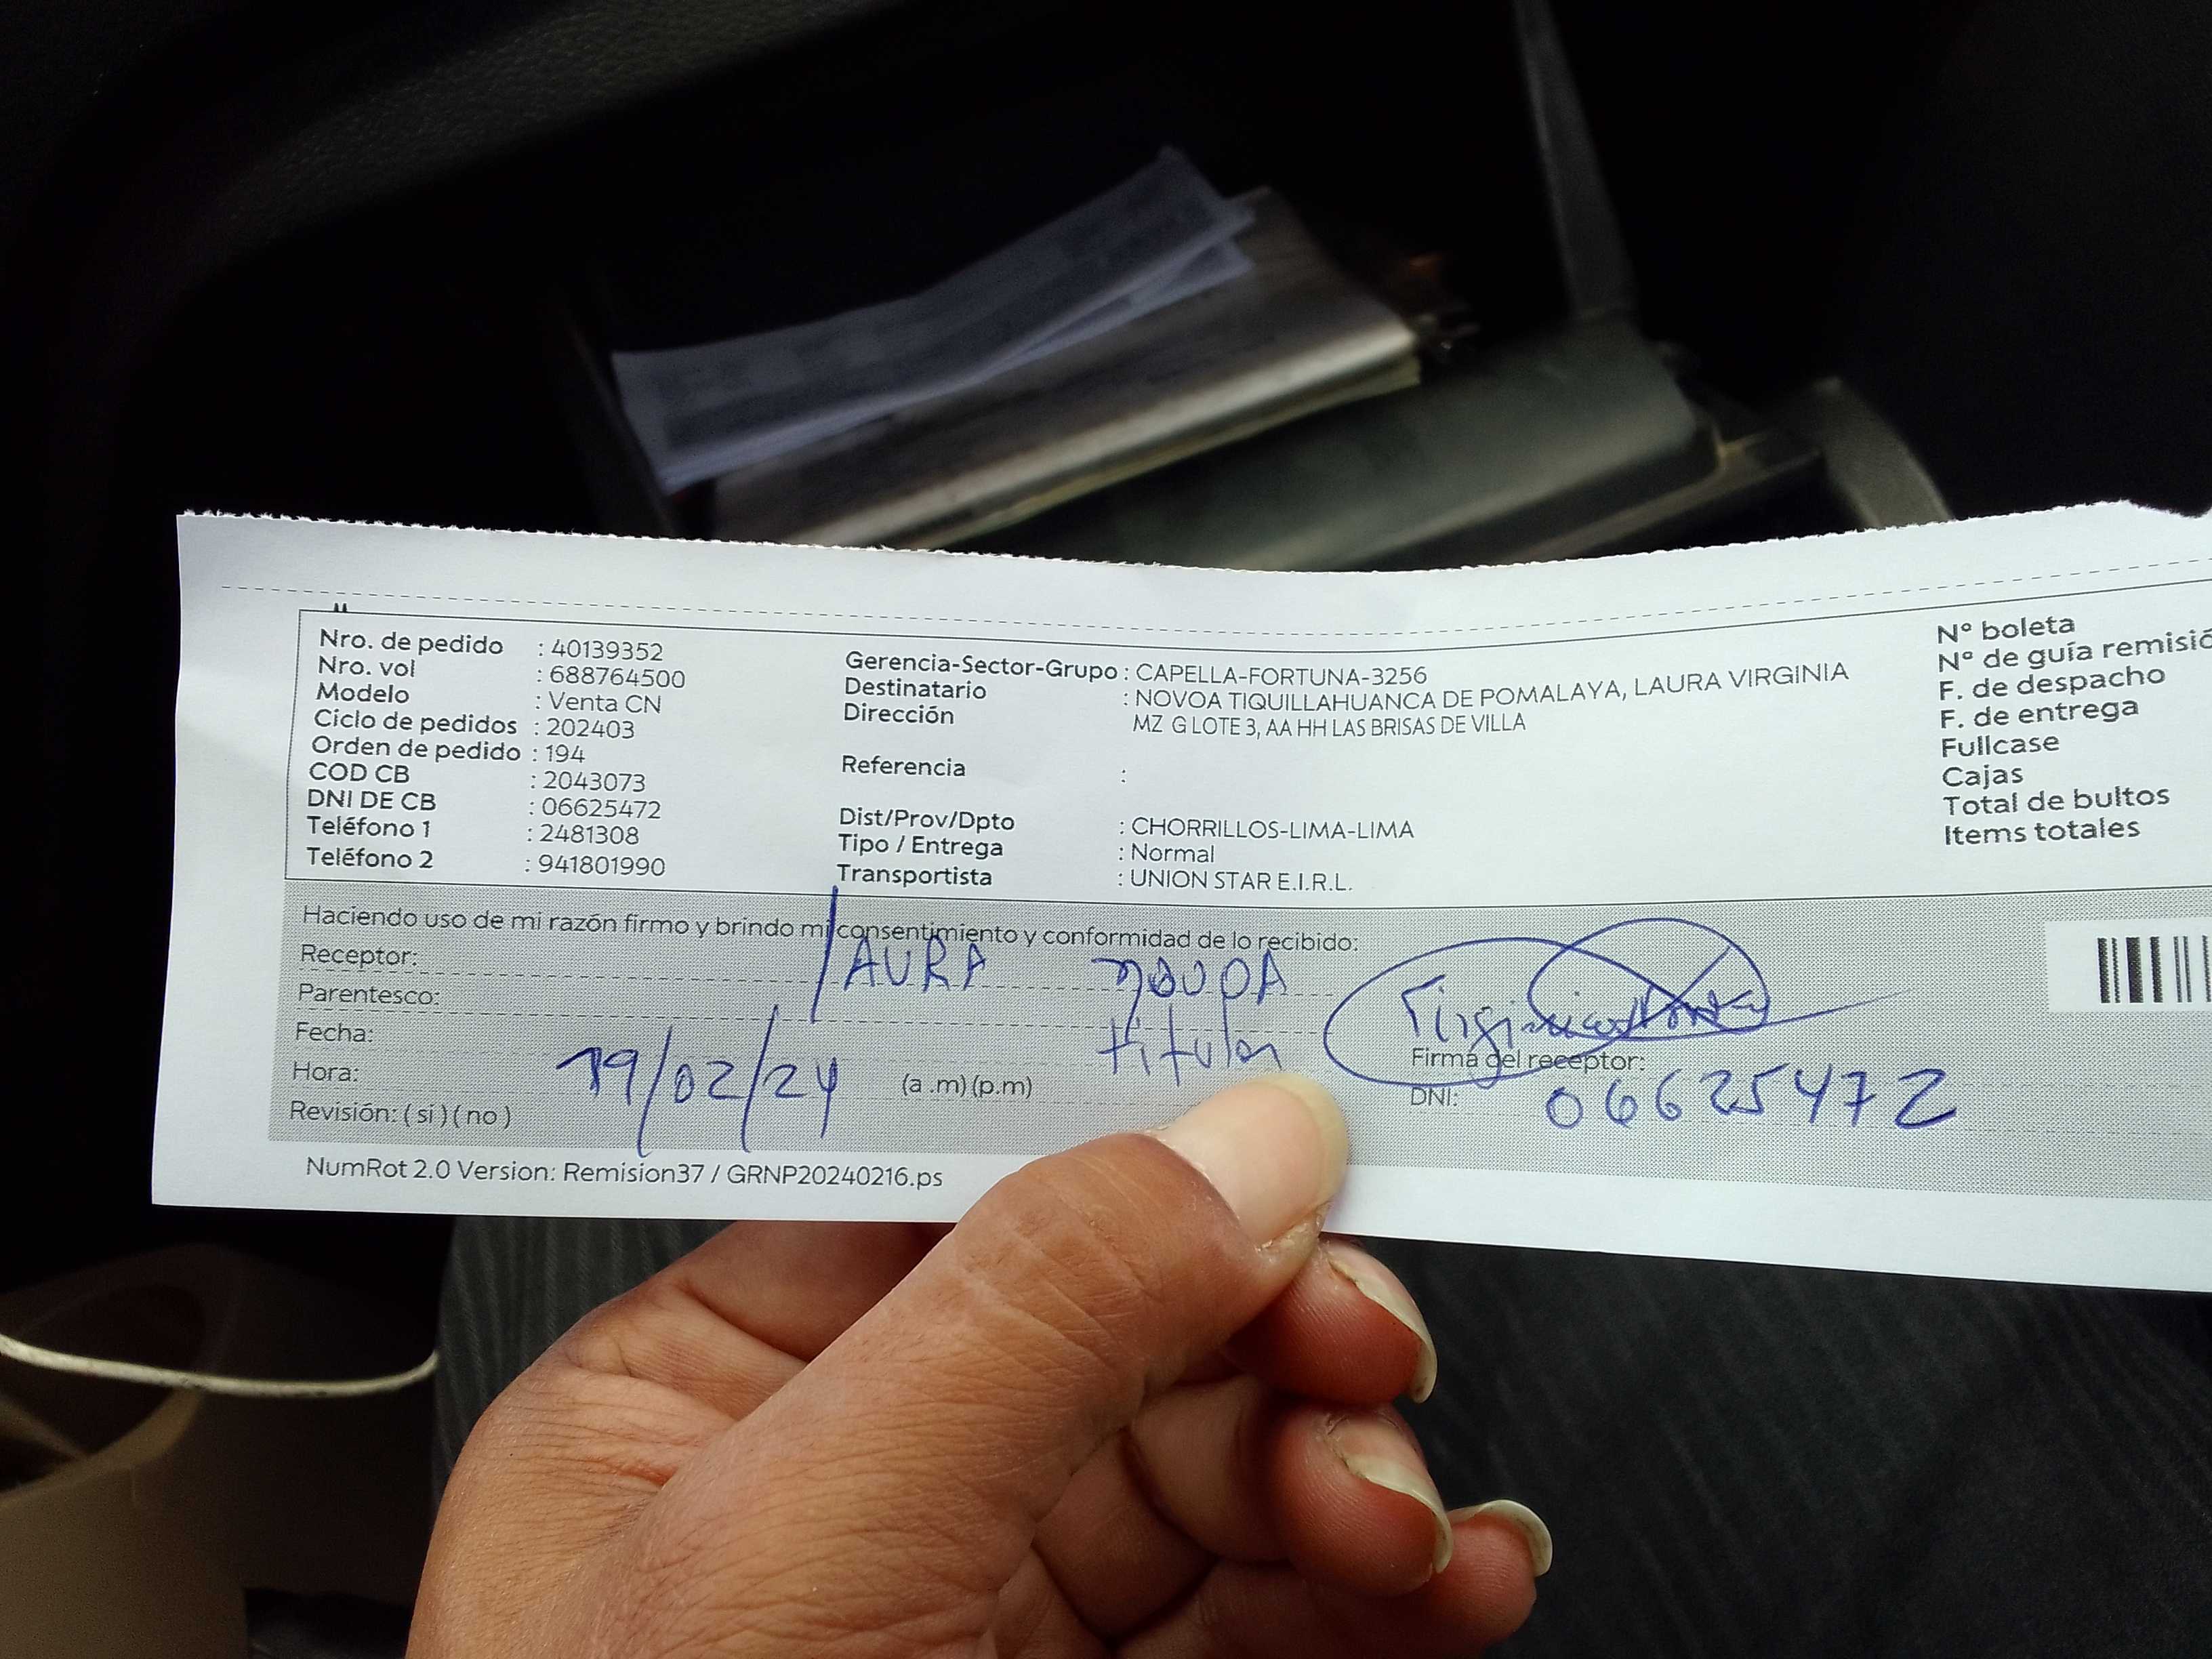 Nro. de pedido : 40139352
Nro. vol : 688764500
Modelo : Venta CN
Ciclo de pedidos : 202403
Orden de pedido : 194
COD CB : 2043073
DNI DE CB : 06625472
Teléfono 1 : 2481308
Teléfono 2 : 941801990
Gerencia-Sector-Grupo : CAPELLA-FORTUNA-3256
Destinatario : NOVOA TIQUILLAHUANCA DE POMALAYA, LAURA VIRGINIA
Dirección MZ G LOTE 3, AA HH LAS BRISAS DE VILLA
Referencia :
Dist/Prov/Dpto : CHORRILLOS-LIMA-LIMA
Tipo / Entrega : Normal
Transportista : UNION STAR E.I.R.L.
Nº boleta
Nº de guía remisió
F. de despacho
F. de entrega
Fullcase
Cajas
Total de bultos
Items totales
Haciendo uso de mi razón firmo y brindo mi consentimiento y conformidad de lo recibido:
Receptor: LAURA NOVOA
Parentesco: titular
Fecha: 19/02/24
Hora: (a .m) (p.m)
Revisión: ( si ) ( no )
Firma del receptor:
DNI: 06625472
NumRot 2.0 Version: Remision37 / GRNP20240216.ps